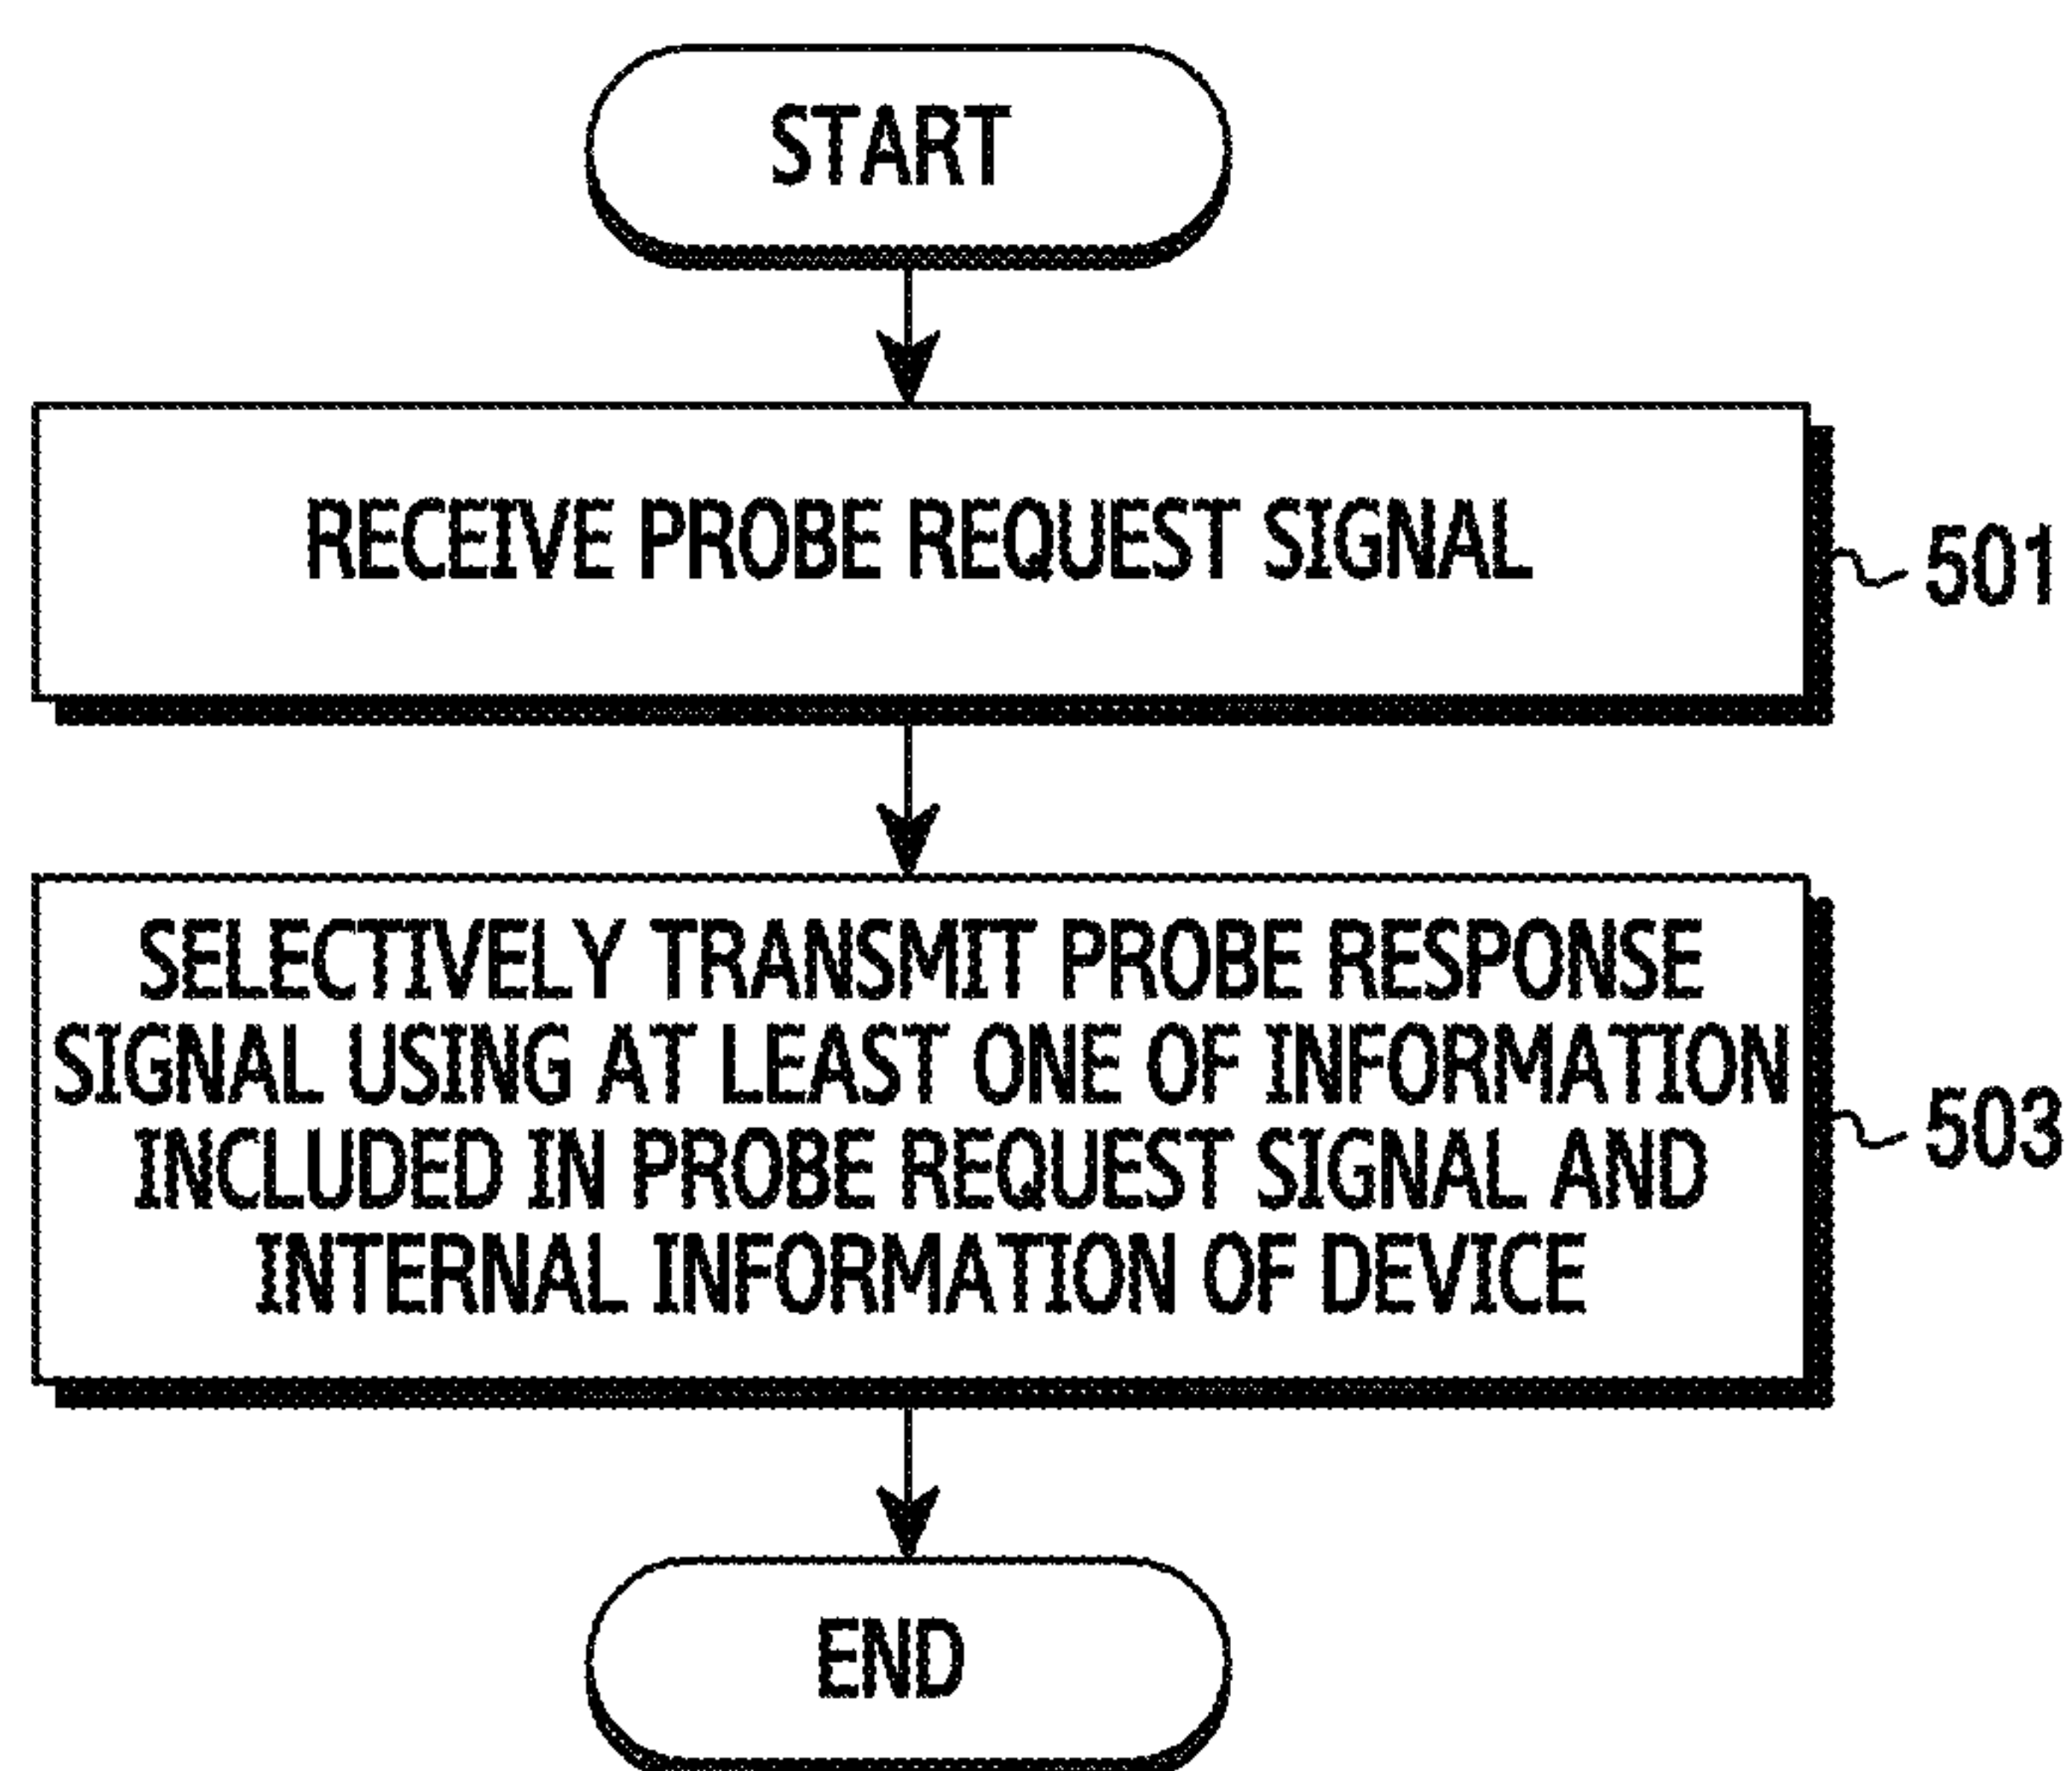 START
RECEIVE PROBE REQUEST SIGNAL
501
SELECTIVELY TRANSMIT PROBE RESPONSE
SIGNAL USING AT LEAST ONE OF INFORMATION
INCLUDED IN PROBE REQUEST SIGNAL AND
INTERNAL INFORMATION OF DEVICE
503
END